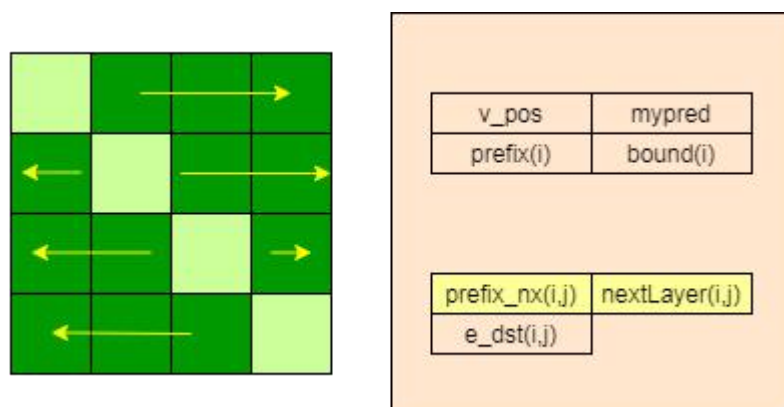 v_pos mypred
prefix(i) bound(i)
prefix_nx(i,j) nextLayer(i,j)
e_dst(i,j)